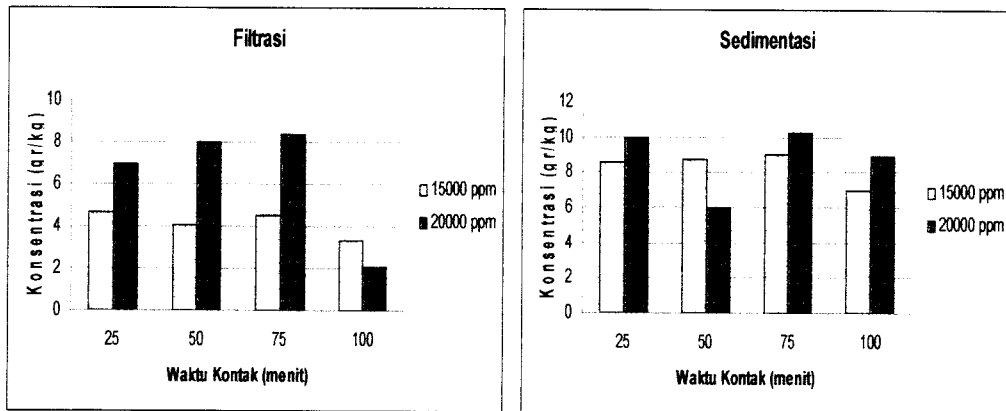 Filtrasi
Konsentrasi (gr/kg)
10
8
6
4
2
0
25 50 75 100
Waktu Kontak (menit)
15000 ppm
20000 ppm
Sedimentasi
Konsentrasi (gr/kg)
12
10
8
6
4
2
0
25 50 75 100
Waktu Kontak (menit)
15000 ppm
20000 ppm